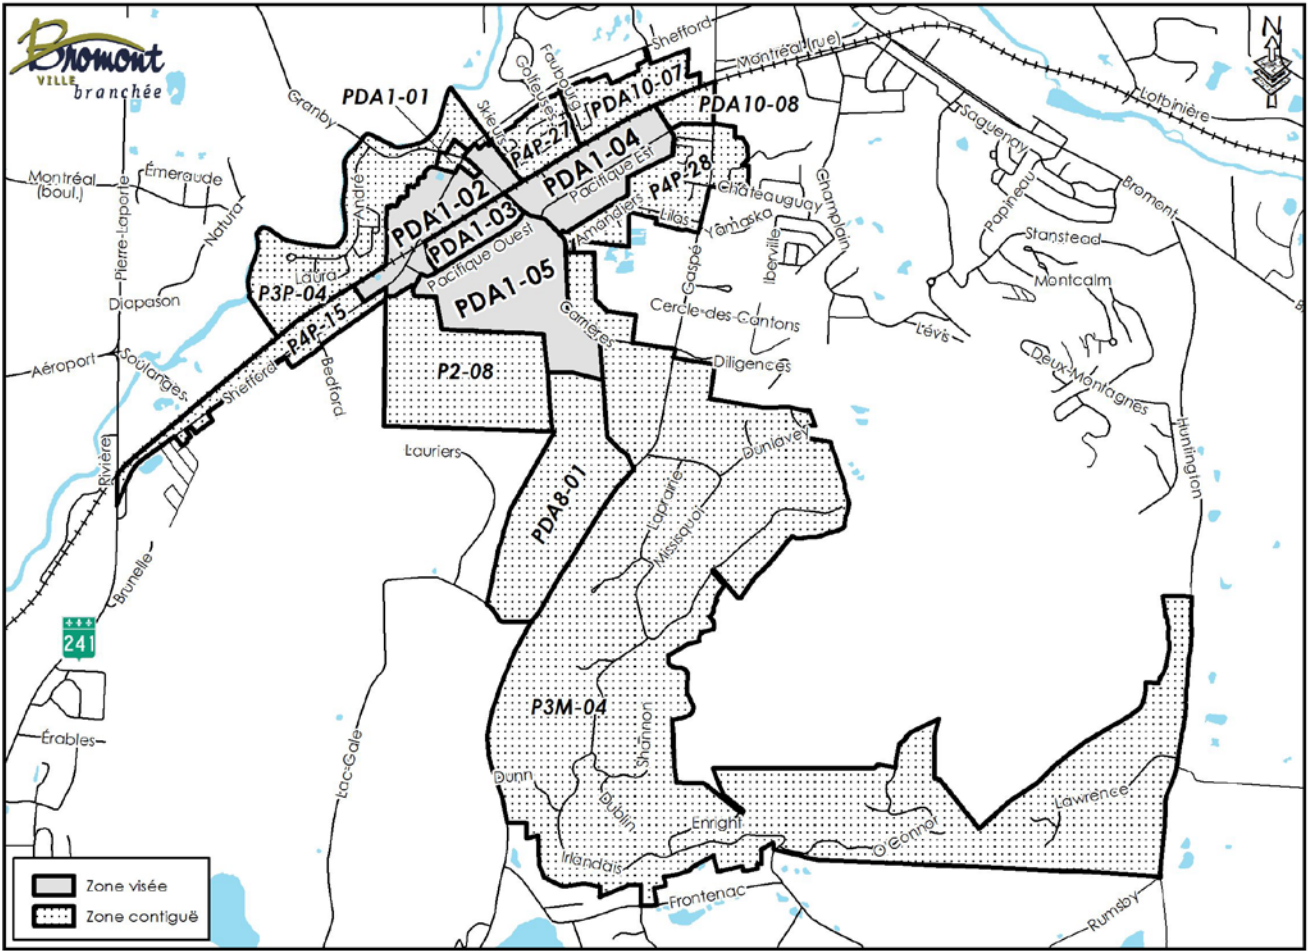 Bromont
VILLE
branchée
N
Shefford
Montréal (rue)
Faubourg
Golfeuses
Skieurs
Granby
PDA1-01
PDA10-07
PDA10-08
Lotbinière
Saguenay
P4P-27
PDA1-04
Pacifique Est
P4P-28
Montréal
(boul.)
Émeraude
Pierre-Laporte
Natura
André
PDA1-02
PDA1-03
Pacifique Ouest
Amandiers
Lilas
Châteauguay
Yamaska
Champlain
Iberville
Gaspé
Papineau
Bromont
Stanstead
Montcalm
Diapason
Laura
P3P-04
P4P-15
PDA1-05
Carrières
Cercle-des-Cantons
Lévis
Diligences
Deux-Montagnes
Aéroport
Soulanges
Shefford
Bedford
P2-08
Rivière
Lauriers
Dunlavey
Huntington
PDA8-01
Laprairie
Missisquoi
Brunelle
241
P3M-04
Shannon
Érables
Lac-Gale
Dunn
Dublin
Enright
O'Connor
Lawrence
Irlandais
Frontenac
Rumsby
Zone visée
Zone contiguë